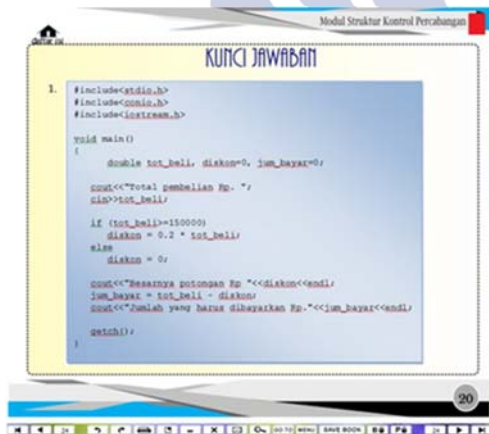 Modul Struktur Kontrol Percabangan
daftar isi
KUNCI JAWABAN
1.
#include<stdio.h>
#include<conio.h>
#include<iostream.h>
void main()
{
double tot_beli, diskon=0, jum_bayar=0;
cout<<"Total pembelian Rp. ";
cin>>tot_beli;
if (tot_beli>=150000)
diskon = 0.2 * tot_beli;
else
diskon = 0;
cout<<"Besarnya potongan Rp "<<diskon<<endl;
jum_bayar = tot_beli - diskon;
cout<<"Jumlah yang harus dibayarkan Rp."<<jum_bayar<<endl;
getch();
}
20
GO TO MENU SAVE BOOK